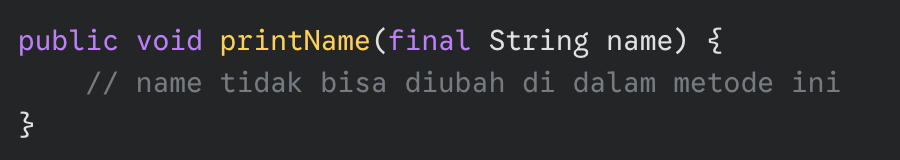 public void printName(final String name) {
    // name tidak bisa diubah di dalam metode ini
}